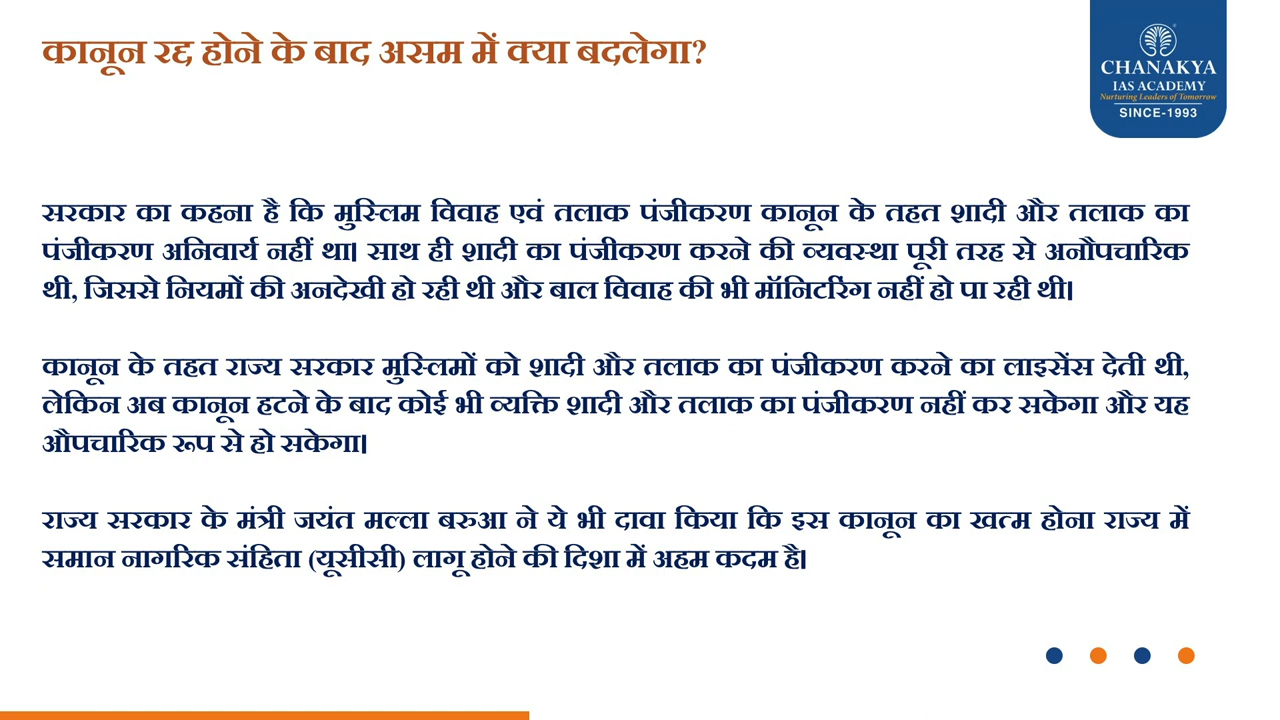 कानून रद्द होने के बाद असम में क्या बदलेगा?
CHANAKYA
IAS ACADEMY
Nurturing Leaders of Tomorrow
SINCE-1993
सरकार का कहना है कि मुस्लिम विवाह एवं तलाक पंजीकरण कानून के तहत शादी और तलाक का
पंजीकरण अनिवार्य नहीं था। साथ ही शादी का पंजीकरण करने की व्यवस्था पूरी तरह से अनौपचारिक
थी, जिससे नियमों की अनदेखी हो रही थी और बाल विवाह की भी मॉनिटरिंग नहीं हो पा रही थी।
कानून के तहत राज्य सरकार मुस्लिमों को शादी और तलाक का पंजीकरण करने का लाइसेंस देती थी,
लेकिन अब कानून हटने के बाद कोई भी व्यक्ति शादी और तलाक का पंजीकरण नहीं कर सकेगा और यह
औपचारिक रूप से हो सकेगा।
राज्य सरकार के मंत्री जयंत मल्ला बरुआ ने ये भी दावा किया कि इस कानून का खत्म होना राज्य में
समान नागरिक संहिता (यूसीसी) लागू होने की दिशा में अहम कदम है।